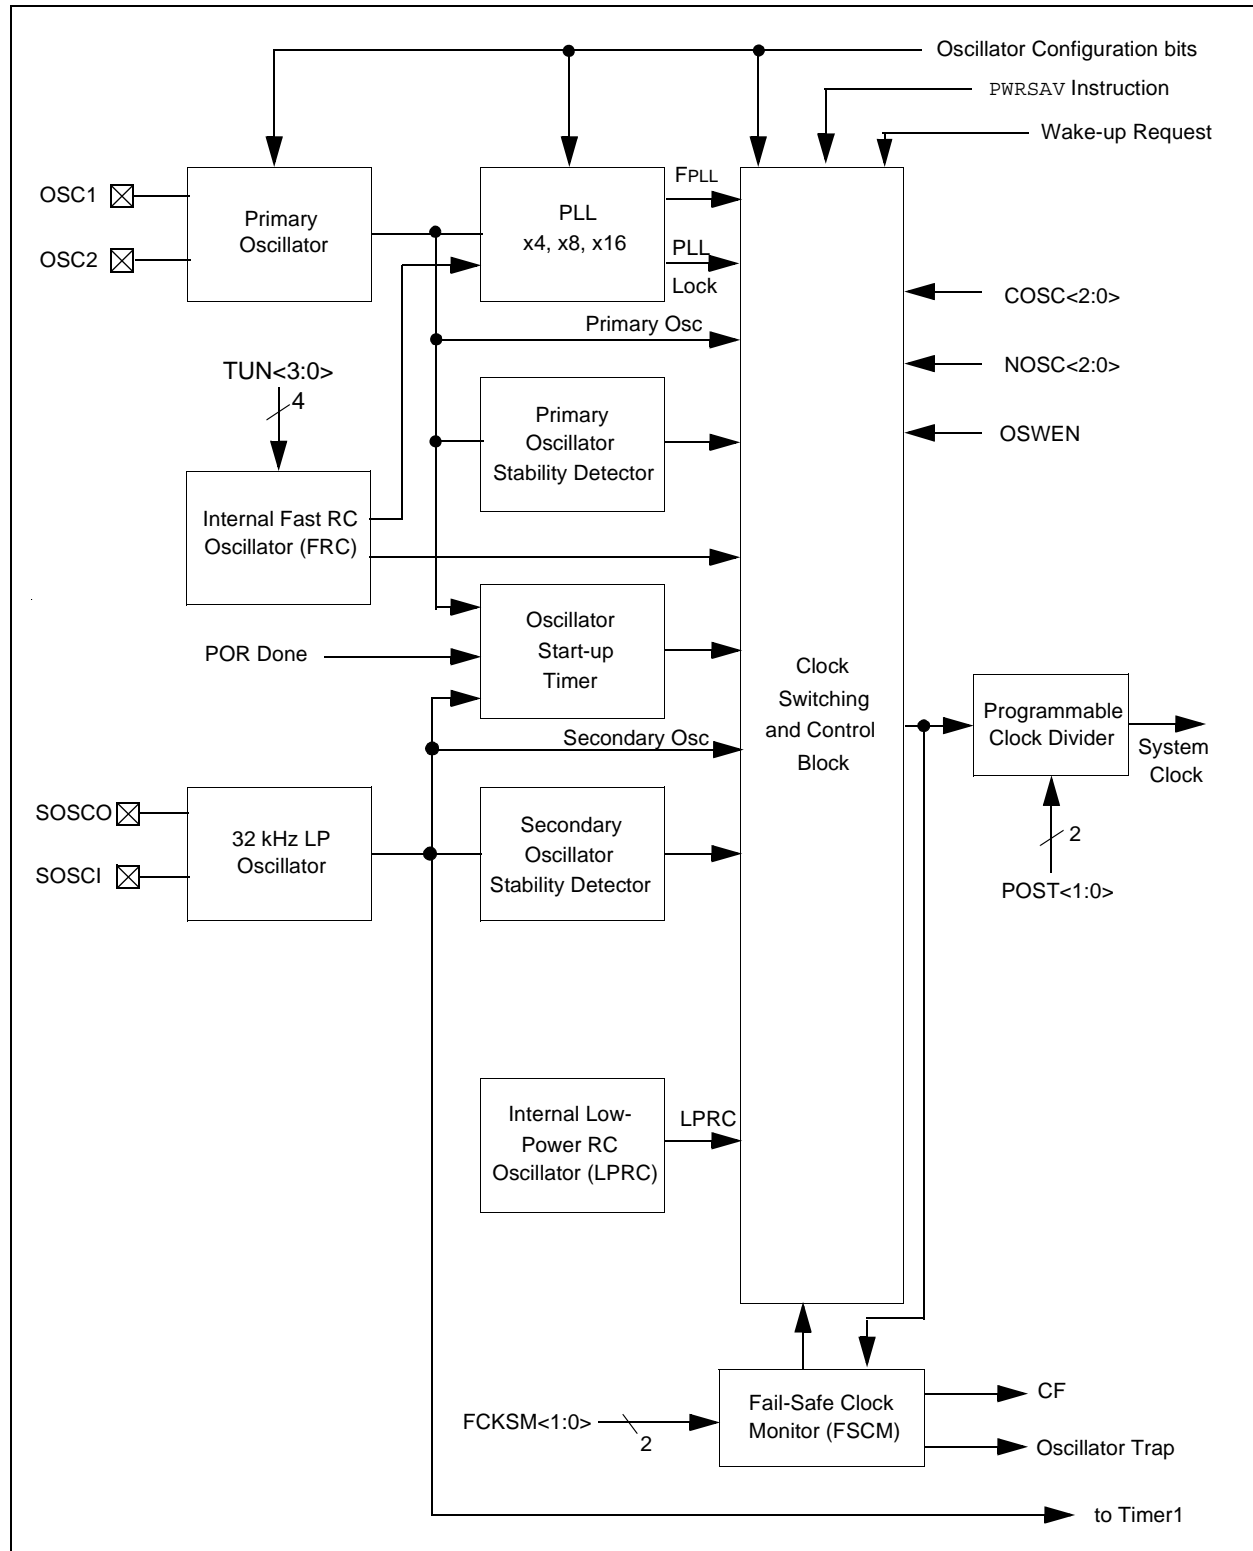 Oscillator Configuration bits
PWRSAV Instruction
Wake-up Request
OSC1
OSC2
Primary
Oscillator
PLL
x4, x8, x16
FPLL
PLL
Lock
COSC<2:0>
Primary Osc
NOSC<2:0>
TUN<3:0>
4
Primary
Oscillator
Stability Detector
OSWEN
Internal Fast RC
Oscillator (FRC)
POR Done
Oscillator
Start-up
Timer
Clock
Switching
and Control
Block
Programmable
Clock Divider
System
Clock
Secondary Osc
SOSCO
SOSCI
32 kHz LP
Oscillator
Secondary
Oscillator
Stability Detector
2
POST<1:0>
Internal Low-
Power RC
Oscillator (LPRC)
LPRC
FCKSM<1:0>
2
Fail-Safe Clock
Monitor (FSCM)
CF
Oscillator Trap
to Timer1